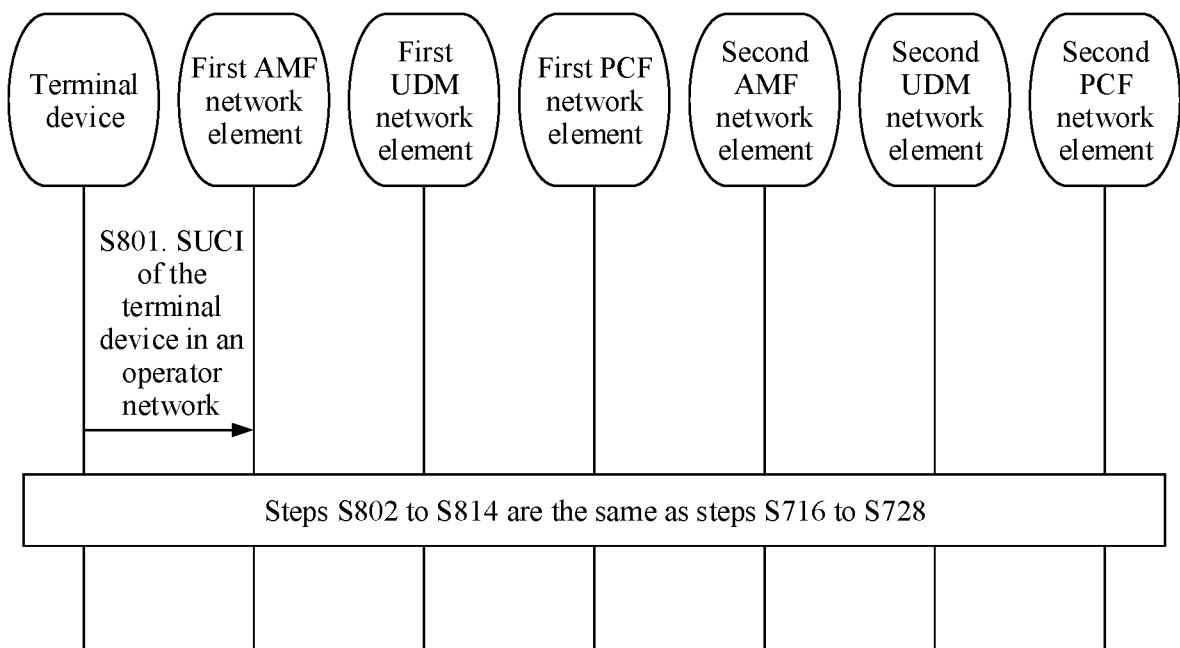 Terminal
device
First AMF
network
element
First
UDM
network
element
First PCF
network
element
Second
AMF
network
element
Second
UDM
network
element
Second
PCF
network
element
S801. SUCI
of the
terminal
device in an
operator
network
Steps S802 to S814 are the same as steps S716 to S728